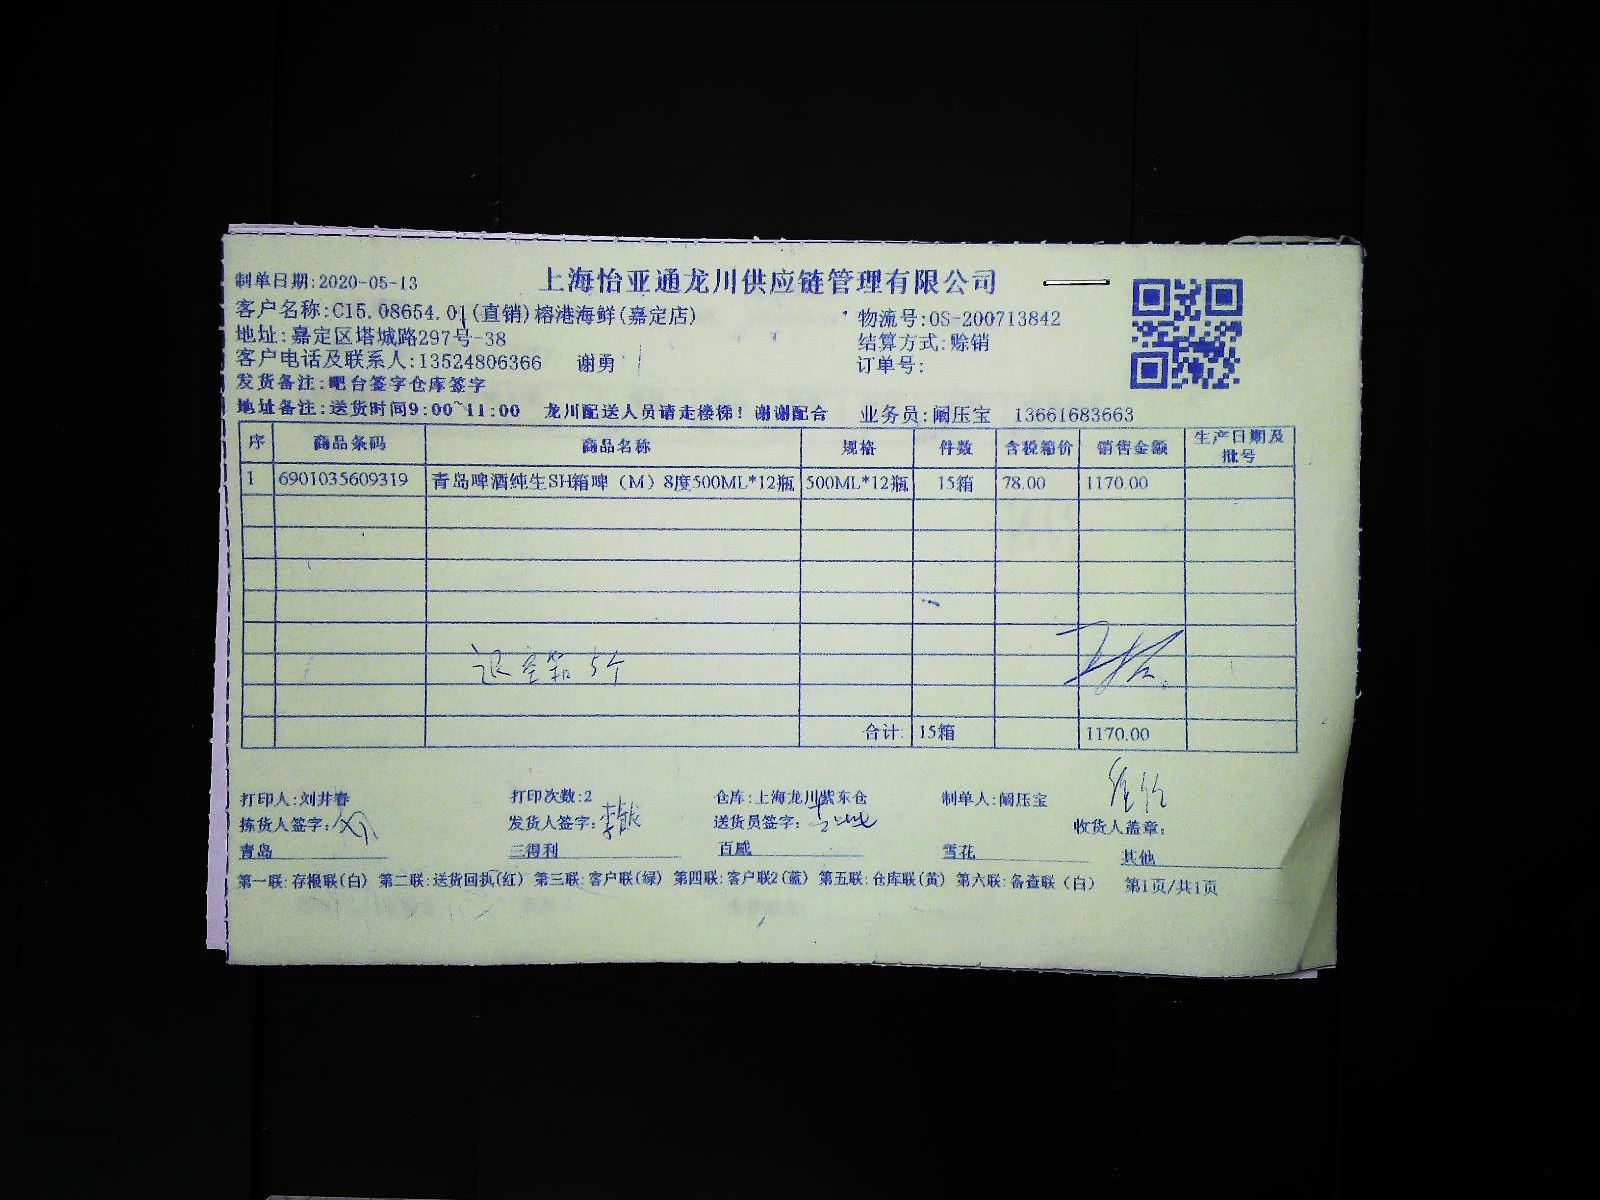 上海怡亚通龙川供应链管理有限公司
制单日期:2020-05-13
客户名称:C15.08654.01(直销)榕港海鲜(嘉定店) 物流号:OS-200713842
地址:嘉定区塔城路297号-38 结算方式:赊销
客户电话及联系人:13524806366 谢勇 订单号:
发货备注:吧台签字仓库签字
地址备注:送货时间9:00~11:00 龙川配送人员请走楼梯!谢谢配合 业务员:阚压宝 13661683663
序 商品条码 商品名称 规格 件数 含税箱价 销售金额 生产日期及批号
1 6901035609319 青岛啤酒纯生SH箱啤（M）8度500ML*12瓶 500ML*12瓶 15箱 78.00 1170.00
退空箱5个
合计: 15箱 1170.00
打印人:刘井春 打印次数:2 仓库:上海龙川紫东仓 制单人:阚压宝
拣货人签字: 发货人签字: 送货员签字: 收货人盖章:
青岛 三得利 百威 雪花 其他
第一联:存根联(白) 第二联:送货回执(红) 第三联:客户联(绿) 第四联:客户联2(蓝) 第五联:仓库联(黄) 第六联:备查联（白） 第1页/共1页